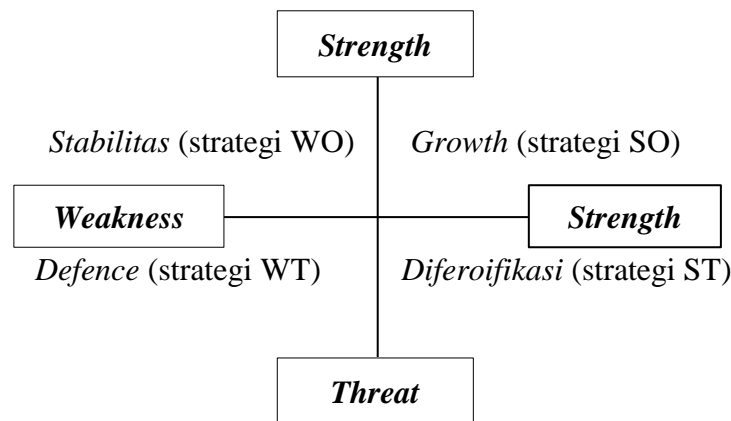 Strength
Stabilitas (strategi WO) Growth (strategi SO)
Weakness Strength
Defence (strategi WT) Diferoifikasi (strategi ST)
Threat